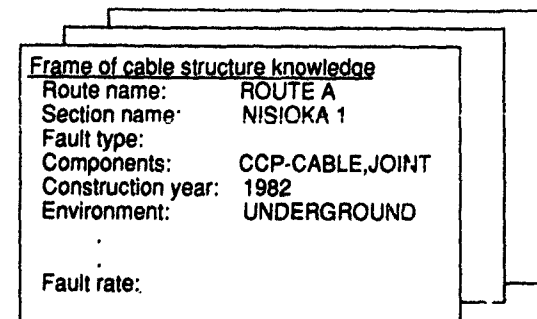 Frame of cable structure knowledge
Route name: ROUTE A
Section name: NISIOKA 1
Fault type:
Components: CCP-CABLE,JOINT
Construction year: 1982
Environment: UNDERGROUND
.
.
Fault rate: